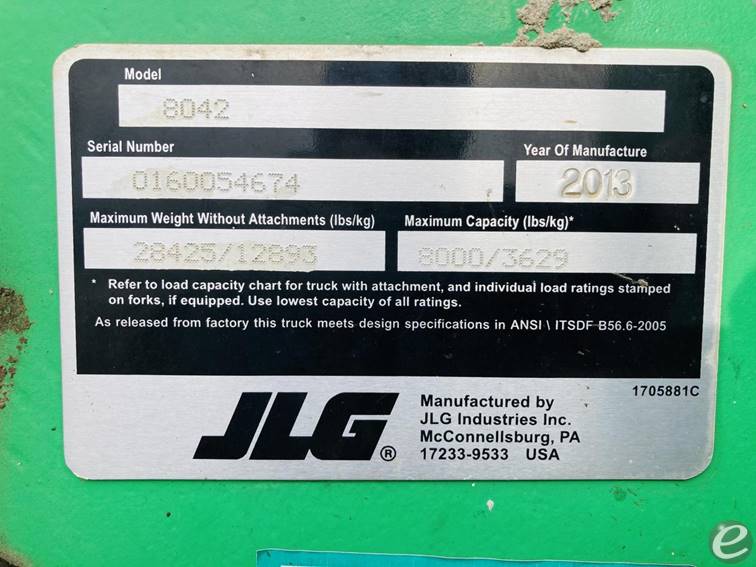 Model
8042
Serial Number
0160054674
Year Of Manufacture
2013
Maximum Weight Without Attachments (lbs/kg)
28425/12893
Maximum Capacity (lbs/kg)*
8000/3629
* Refer to load capacity chart for truck with attachment, and individual load ratings stamped
on forks, if equipped. Use lowest capacity of all ratings.
As released from factory this truck meets design specifications in ANSI \ ITSDF B56.6-2005
1705881C
JLG®
Manufactured by
JLG Industries Inc.
McConnellsburg, PA
17233-9533 USA
e